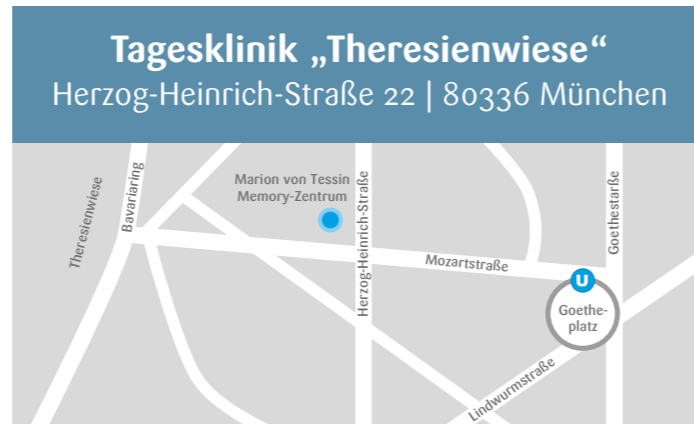 Tagesklinik „Theresienwiese“
Herzog-Heinrich-Straße 22 | 80336 München
Theresienwiese
Bavariaring
Marion von Tessin
Memory-Zentrum
Herzog-Heinrich-Straße
Mozartstraße
Goethestarße
U
Goethe-
platz
Lindwurmstraße